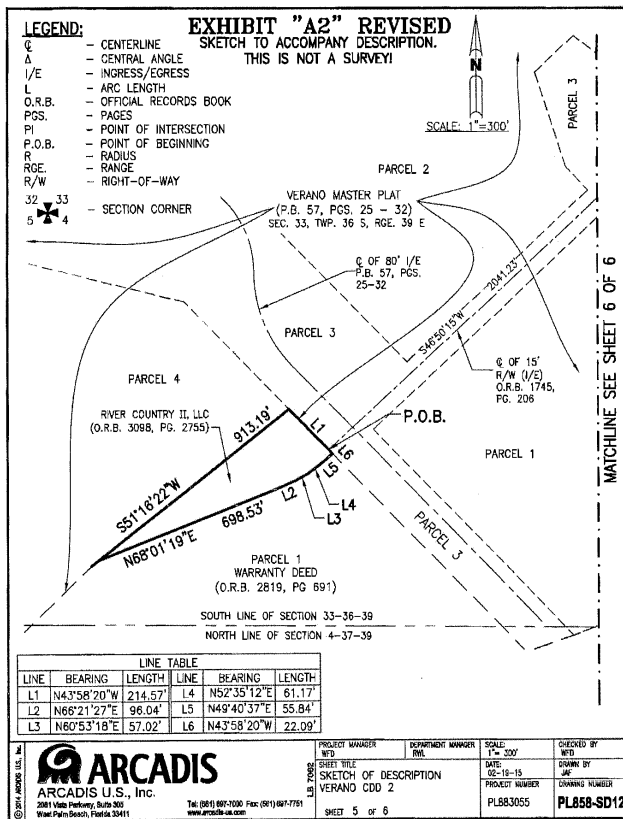 EXHIBIT "A2" REVISED
SKETCH TO ACCOMPANY DESCRIPTION.
THIS IS NOT A SURVEY!
LEGEND:
℄ - CENTERLINE
Δ - CENTRAL ANGLE
I/E - INGRESS/EGRESS
L - ARC LENGTH
O.R.B. - OFFICIAL RECORDS BOOK
PGS. - PAGES
PI - POINT OF INTERSECTION
P.O.B. - POINT OF BEGINNING
R - RADIUS
RGE. - RANGE
R/W - RIGHT-OF-WAY
32 33
5 4
- SECTION CORNER
N
SCALE: 1"=300'
PARCEL 3
PARCEL 2
VERANO MASTER PLAT
(P.B. 57, PGS. 25 - 32)
SEC. 33, TWP. 36 S, RGE. 39 E
℄ OF 80' I/E
P.B. 57, PGS.
25-32
S46°50'15"W 2041.23'
PARCEL 3
℄ OF 15'
R/W (I/E)
O.R.B. 1745,
PG. 206
MATCHLINE SEE SHEET 6 OF 6
PARCEL 4
RIVER COUNTRY II, LLC
(O.R.B. 3098, PG. 2755)
913.19'
S51°16'22"W
L1
P.O.B.
L6
L5
L4
L3
L2
698.53'
N68°01'19"E
PARCEL 1
PARCEL 3
PARCEL 1
WARRANTY DEED
(O.R.B. 2819, PG 691)
SOUTH LINE OF SECTION 33-36-39
NORTH LINE OF SECTION 4-37-39
LINE TABLE
LINE BEARING LENGTH LINE BEARING LENGTH
L1 N43°58'20"W 214.57' L4 N52°35'12"E 61.17'
L2 N66°21'27"E 96.04' L5 N49°40'37"E 55.84'
L3 N60°53'18"E 57.02' L6 N43°58'20"W 22.09'
© 2014 ARCADIS U.S., Inc.
ARCADIS
ARCADIS U.S., Inc.
2081 Vista Parkway, Suite 305
West Palm Beach, Florida 33411
Tel: (561) 697-7000 Fax: (561) 697-7751
www.arcadis-us.com
LB 7062
PROJECT MANAGER
WFD
DEPARTMENT MANAGER
RWL
SCALE:
1"= 300'
CHECKED BY
WFD
SHEET TITLE
SKETCH OF DESCRIPTION
VERANO CDD 2
DATE:
02-19-15
DRAWN BY
JAF
PROJECT NUMBER
PL883055
DRAWING NUMBER
PL858-SD12
SHEET 5 OF 6